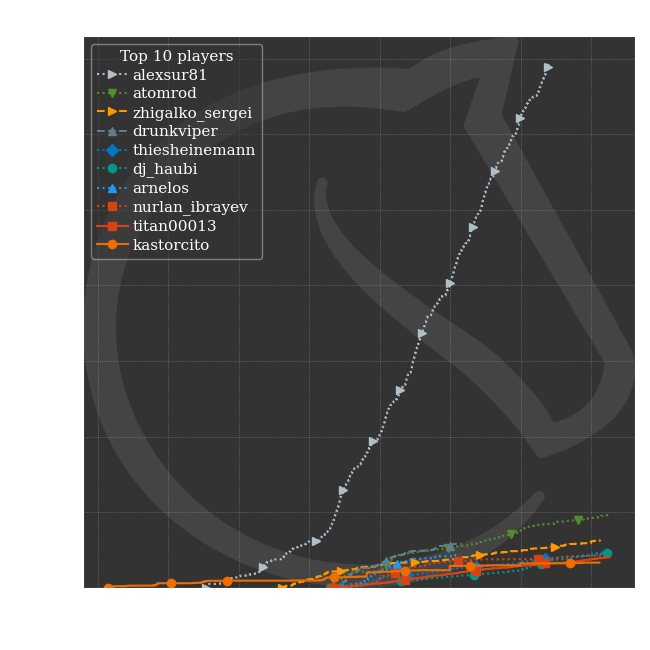 Top 10 players
alexsur81
atomrod
zhigalko_sergei
drunkviper
thiesheinemann
dj_haubi
arnelos
nurlan_ibrayev
titan00013
kastorcito